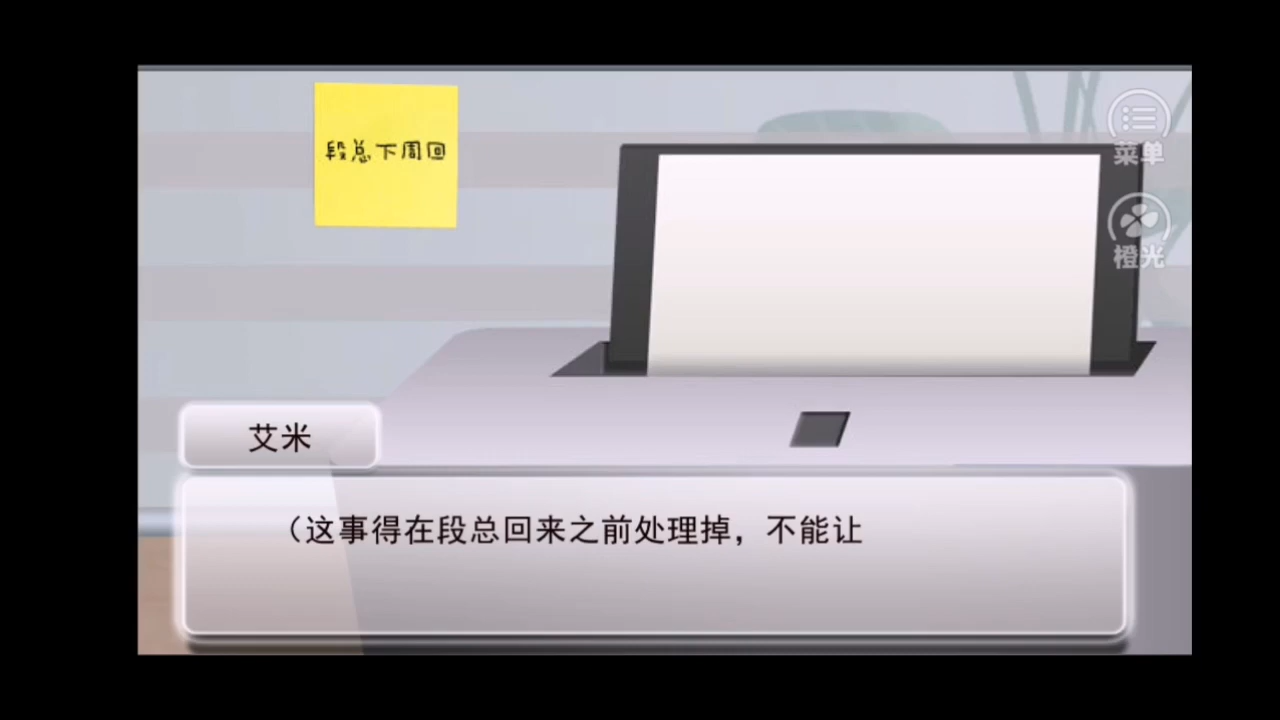 段总下周回
菜单
橙光
艾米
（这事得在段总回来之前处理掉，不能让